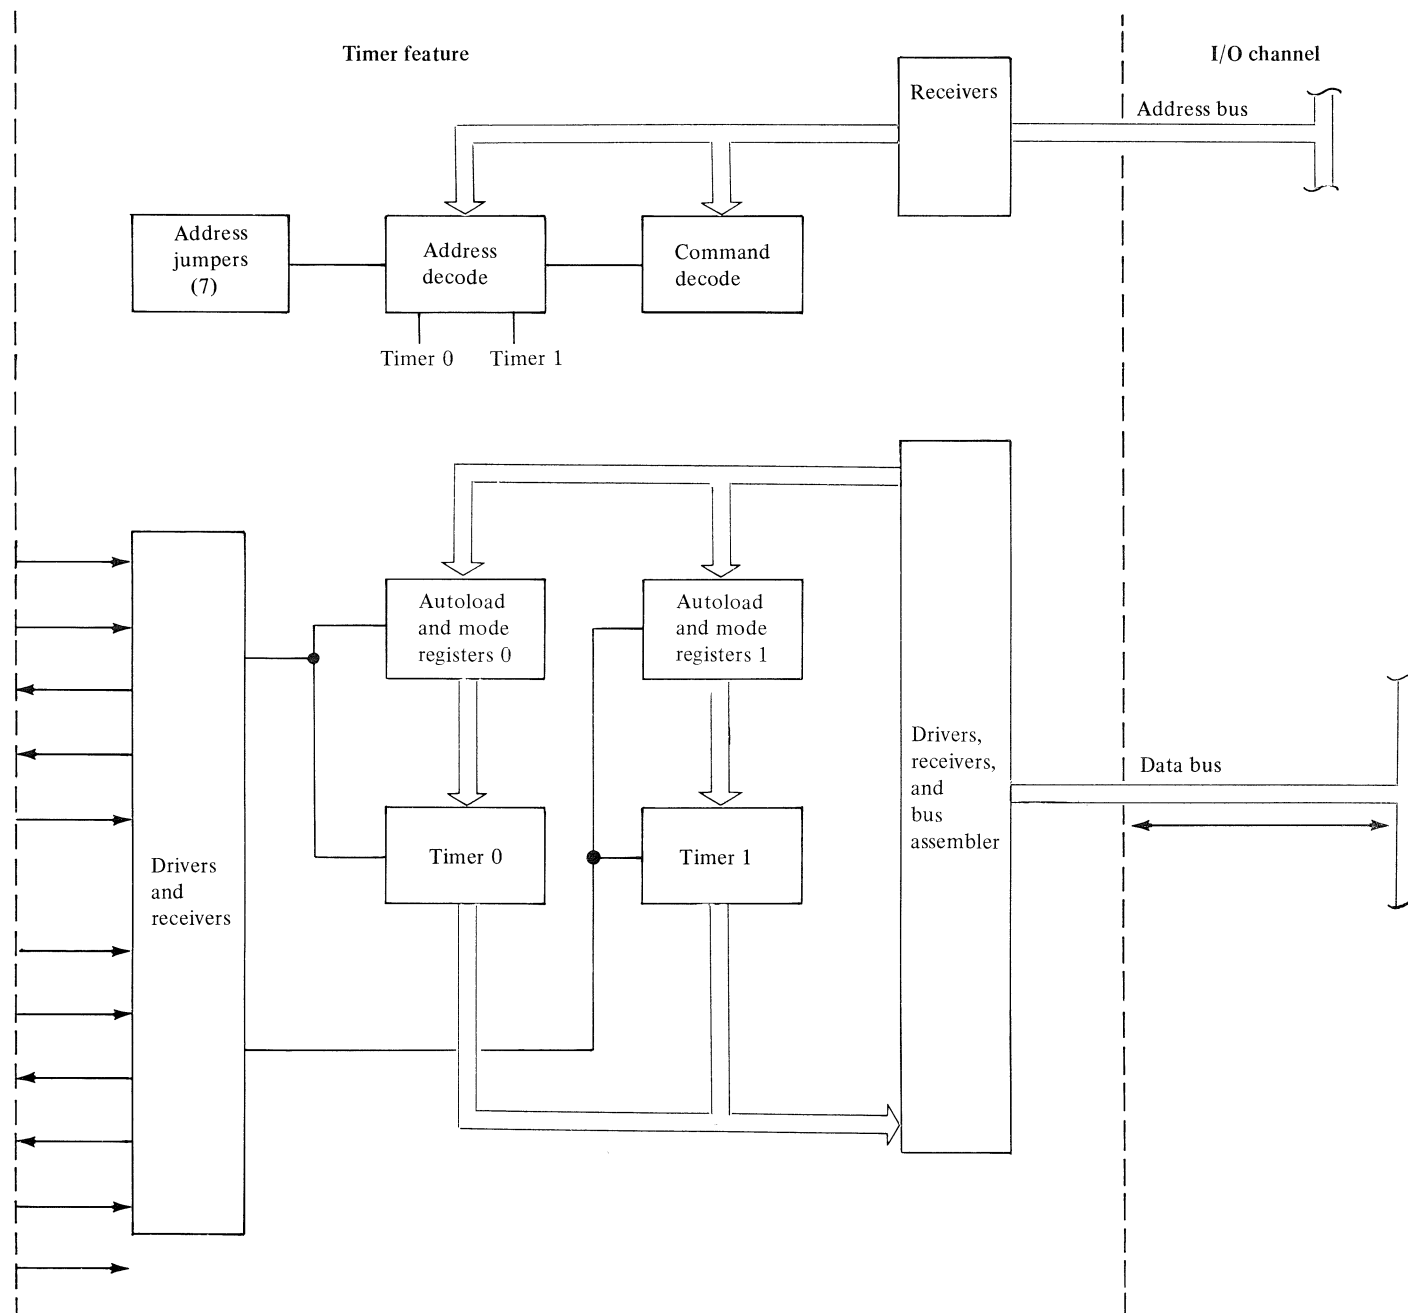 Timer feature
I/O channel
Receivers
Address bus
Address
jumpers
(7)
Address
decode
Command
decode
Timer 0
Timer 1
Autoload
and mode
registers 0
Autoload
and mode
registers 1
Drivers,
receivers,
and
bus
assembler
Data bus
Drivers
and
receivers
Timer 0
Timer 1